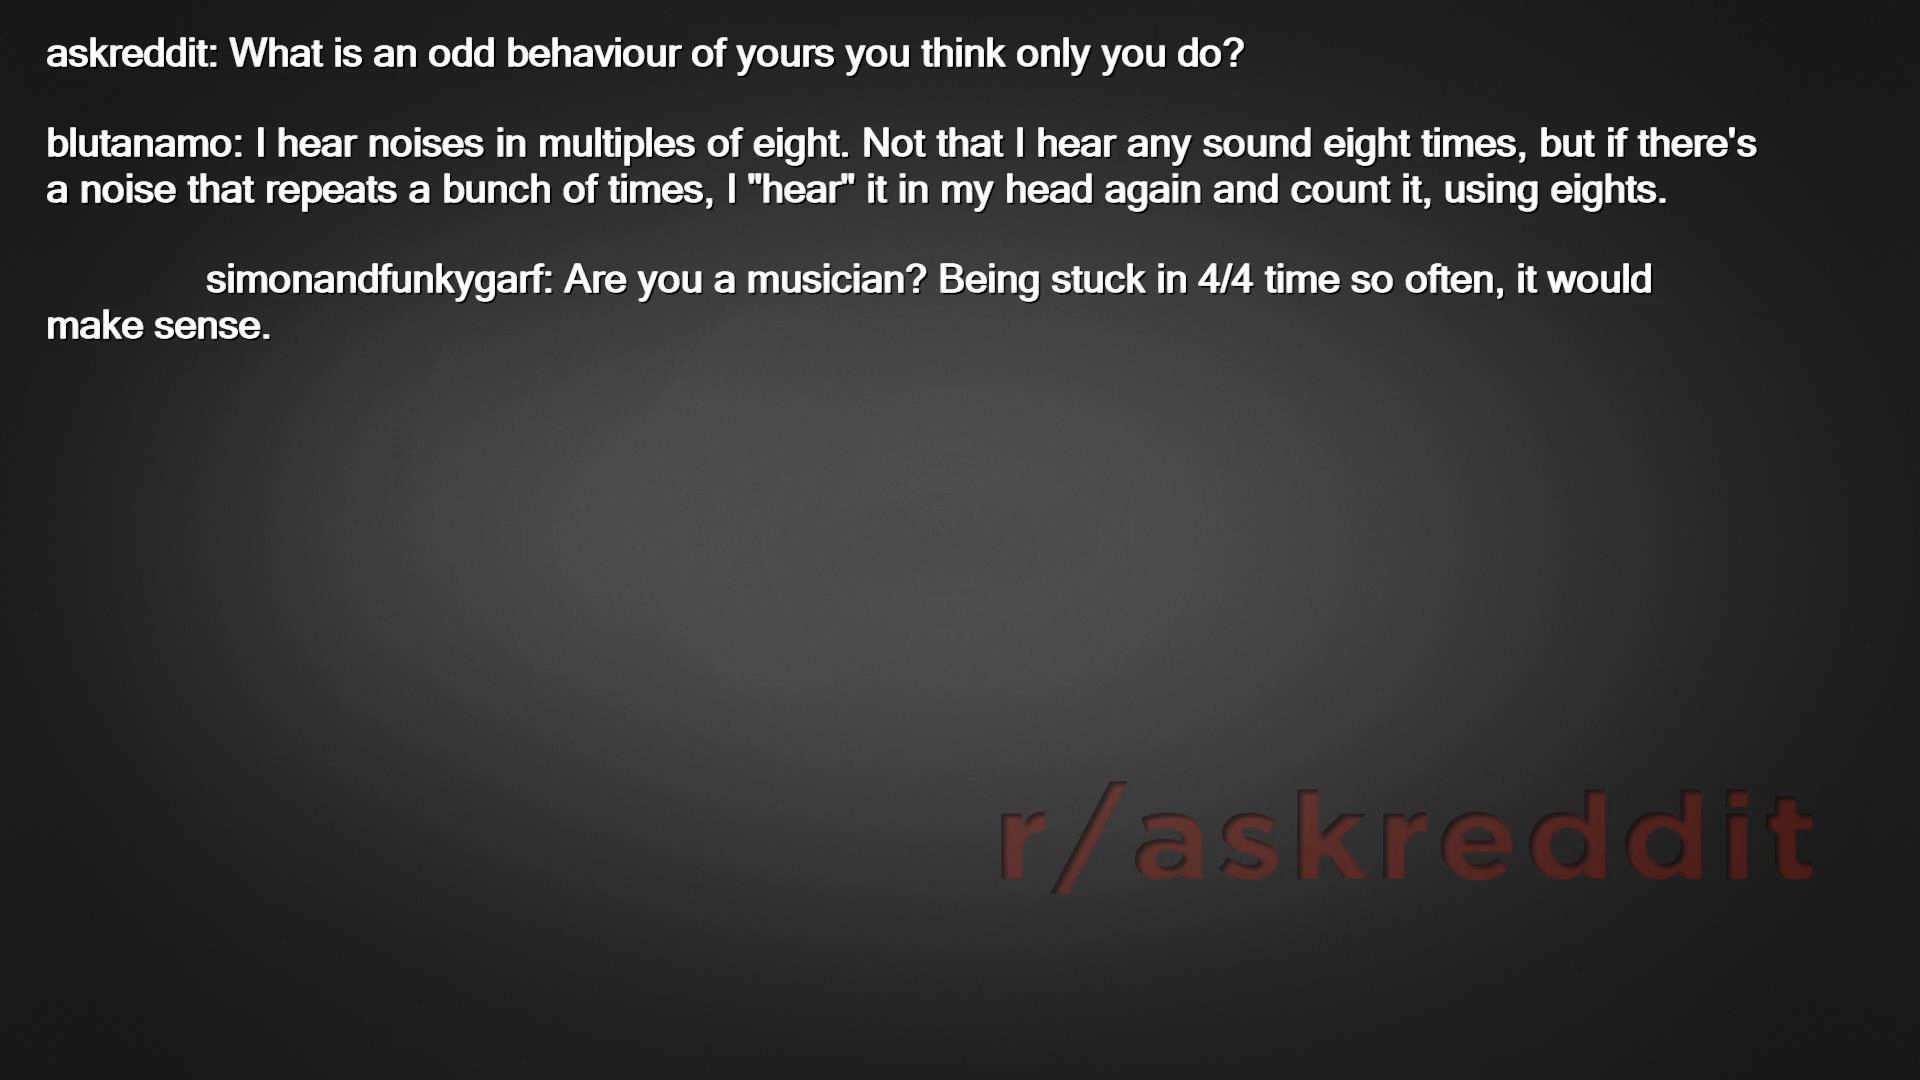 askreddit: What is an odd behaviour of yours you think only you do?
blutanamo: I hear noises in multiples of eight. Not that I hear any sound eight times, but if there's
a noise that repeats a bunch of times, I "hear" it in my head again and count it, using eights.
simonandfunkygarf: Are you a musician? Being stuck in 4/4 time so often, it would
make sense.
r/askreddit